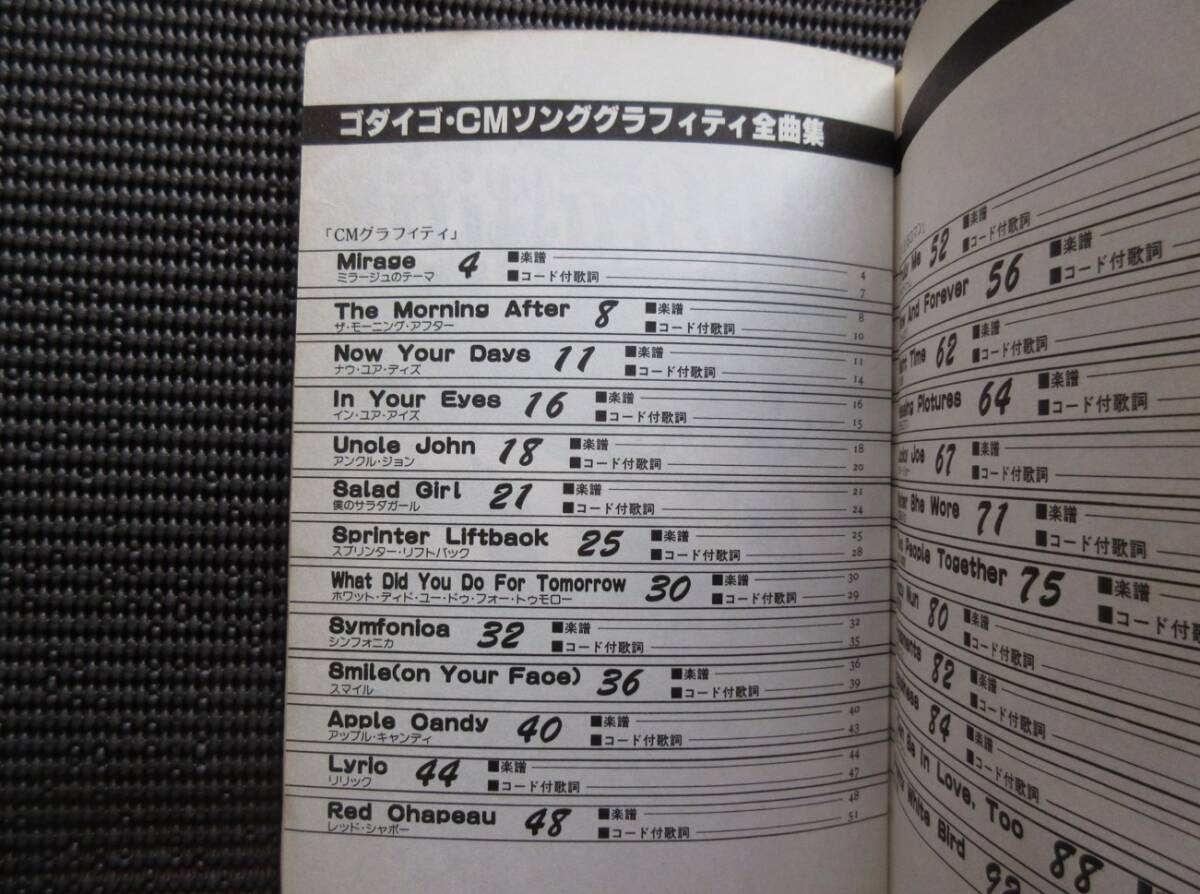 ゴダイゴ・CMソンググラフィティ全曲集
「CMグラフィティ」
Mirage 4 ■楽譜 4
ミラージュのテーマ ■コード付歌詞 7
The Morning After 8 ■楽譜 8
ザ・モーニング・アフター ■コード付歌詞 10
Now Your Days 11 ■楽譜 11
ナウ・ユア・デイズ ■コード付歌詞 14
In Your Eyes 16 ■楽譜 16
イン・ユア・アイズ ■コード付歌詞 15
Uncle John 18 ■楽譜 18
アンクル・ジョン ■コード付歌詞 20
Salad Girl 21 ■楽譜 21
僕のサラダガール ■コード付歌詞 24
Sprinter Liftback 25 ■楽譜 25
スプリンター・リフトバック ■コード付歌詞 28
What Did You Do For Tomorrow 30 ■楽譜 30
ホワット・ディド・ユー・ドゥ・フォー・トゥモロー ■コード付歌詞 29
Symfonica 32 ■楽譜 32
シンフォニカ ■コード付歌詞 35
Smile(on Your Face) 36 ■楽譜 36
スマイル ■コード付歌詞 39
Apple Candy 40 ■楽譜 40
アップル・キャンディ ■コード付歌詞 43
Lyric 44 ■楽譜 44
リリック ■コード付歌詞 47
Red Chapeau 48 ■楽譜 48
レッド・シャポー ■コード付歌詞 51
Me 52 ■楽譜
■コード付歌詞
And Forever 56 ■楽譜
■コード付歌詞
Time 62 ■楽譜
■コード付歌詞
Pictures 64 ■楽譜
■コード付歌詞
Joe 67 ■楽譜
■コード付歌詞
She Wore 71 ■楽譜
■コード付歌詞
People Together 75 ■楽譜
■コード付歌
80 ■楽譜
■コード付歌詞
82 ■楽譜
■コード付歌詞
84 ■楽譜
■コード付歌詞
Be In Love, Too 88
White Bird